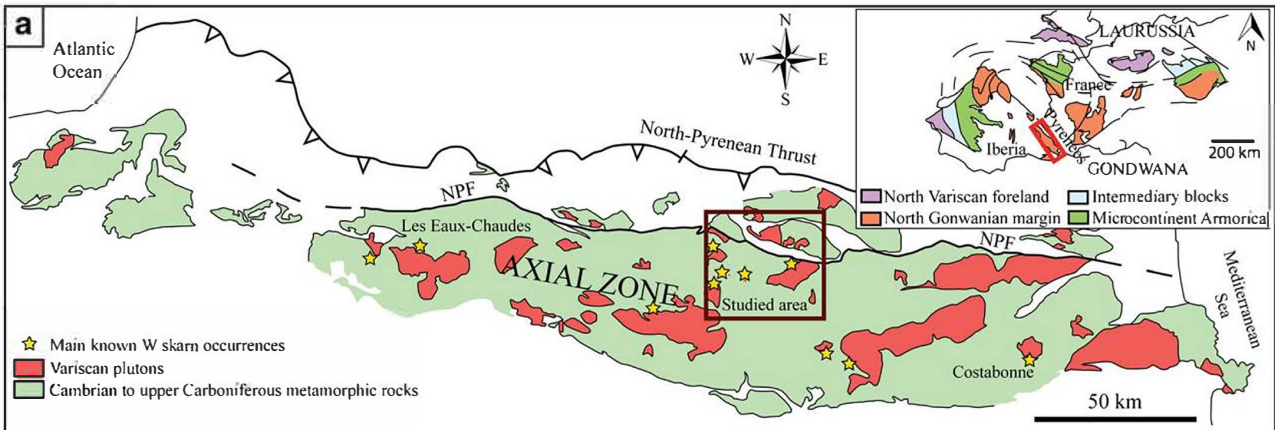 a
Atlantic
Ocean
N
W
E
S
North-Pyrenean Thrust
NPF
Les Eaux-Chaudes
AXIAL ZONE
Studied area
NPF
Costabonne
Mediterranean
Sea
50 km
Main known W skarn occurrences
Variscan plutons
Cambrian to upper Carboniferous metamorphic rocks
LAURUSSIA
N
France
Pyrenees
Iberia
GONDWANA
200 km
North Variscan foreland
Intermediary blocks
North Gonwanian margin
Microcontinent Armorica